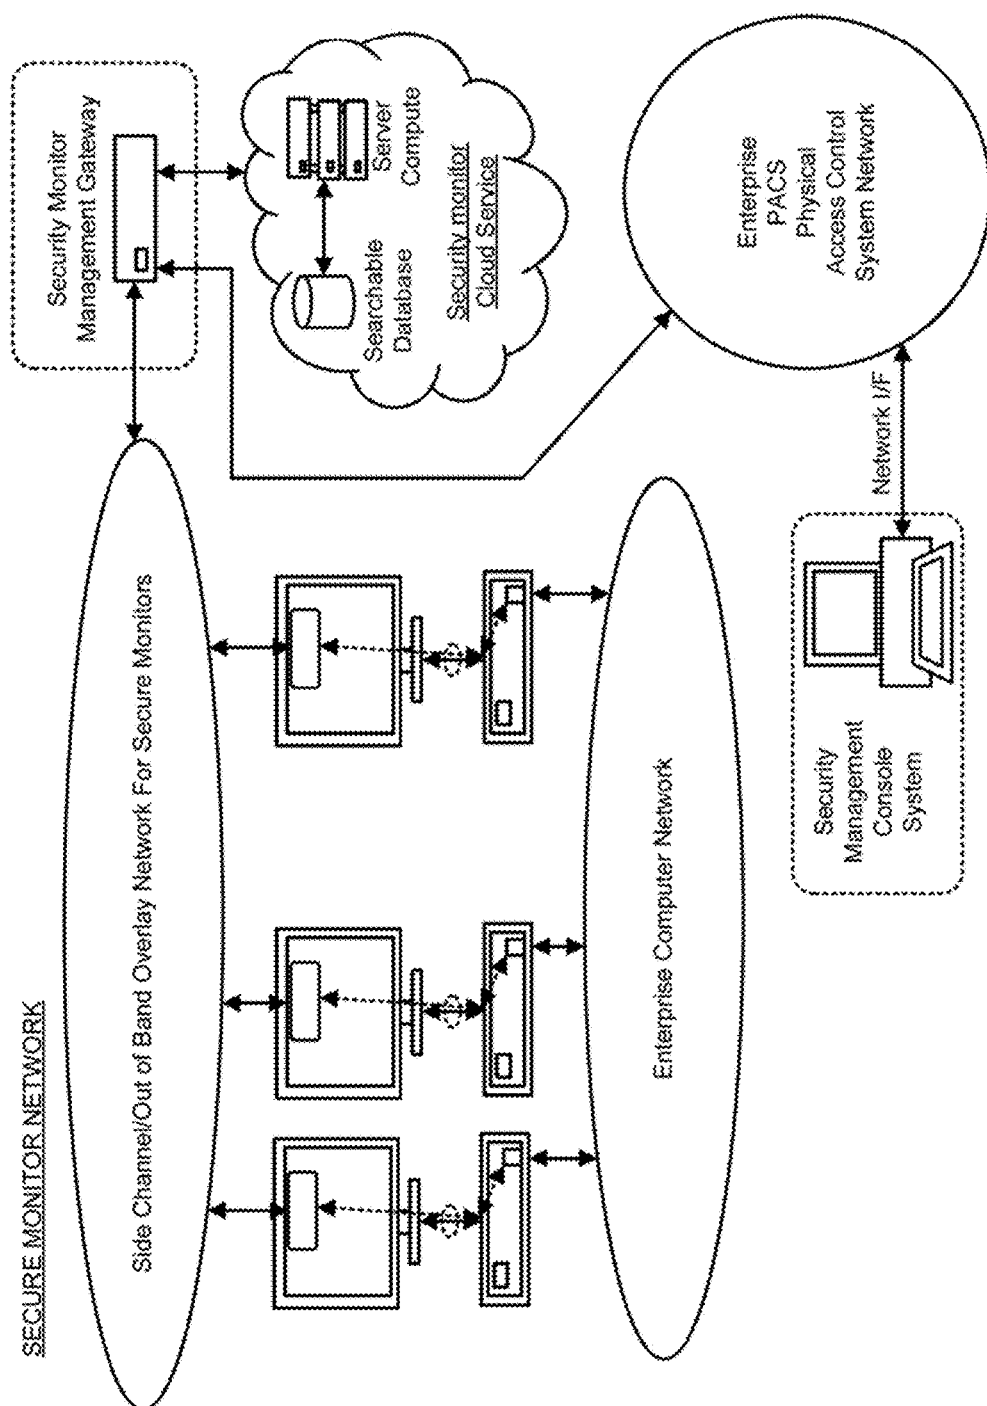 SECURE MONITOR NETWORK
Side Channel/Out of Band Overlay Network For Secure Monitors
Security Monitor
Management Gateway
Server
Compute
Searchable
Database
Security monitor
Cloud Service
Enterprise Computer Network
Enterprise
PACS
Physical
Access Control
System Network
Network I/F
Security
Management
Console
System